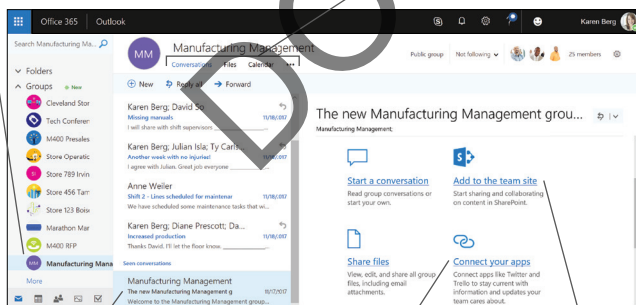 Office 365
Outlook
Karen Berg
Search Manufacturing Ma...
MM
Manufacturing Management
Public group
Not following
25 members
Conversations
Files
Calendar
Folders
Groups
New
New
Reply all
Forward
Cleveland Stor
Tech Conferen
M400 Presales
Store Operatic
Store 789 Irvin
Store 456 Tarr
Store 123 Boise
Marathon Mar
M400 RFP
MM
Manufacturing Mana
More
Karen Berg; David So
Missing manuals
I will share with shift supervisors
Karen Berg; Julian Isla; Ty Carls...
Another week with no injuries!
I agree with Julian. Great job everyone
Anne Weiler
Shift 2 - Lines scheduled for maintenar
We have scheduled some maintenance tasks that wi...
Karen Berg; Diane Prescott; Da...
Increased production
Thanks David. I'll let the floor know.
Seen conversations
Manufacturing Management
The new Manufacturing Management g
Welcome to the Manufacturing Management group...
The new Manufacturing Management grou...
Manufacturing Management;
Start a conversation
Read group conversations or
start your own.
Add to the team site
Start sharing and collaborating
on content in SharePoint.
Share files
View, edit, and share all group
files, including email
attachments.
Connect your apps
Connect apps like Twitter and
Trello to stay current with
information and updates your
team cares about.